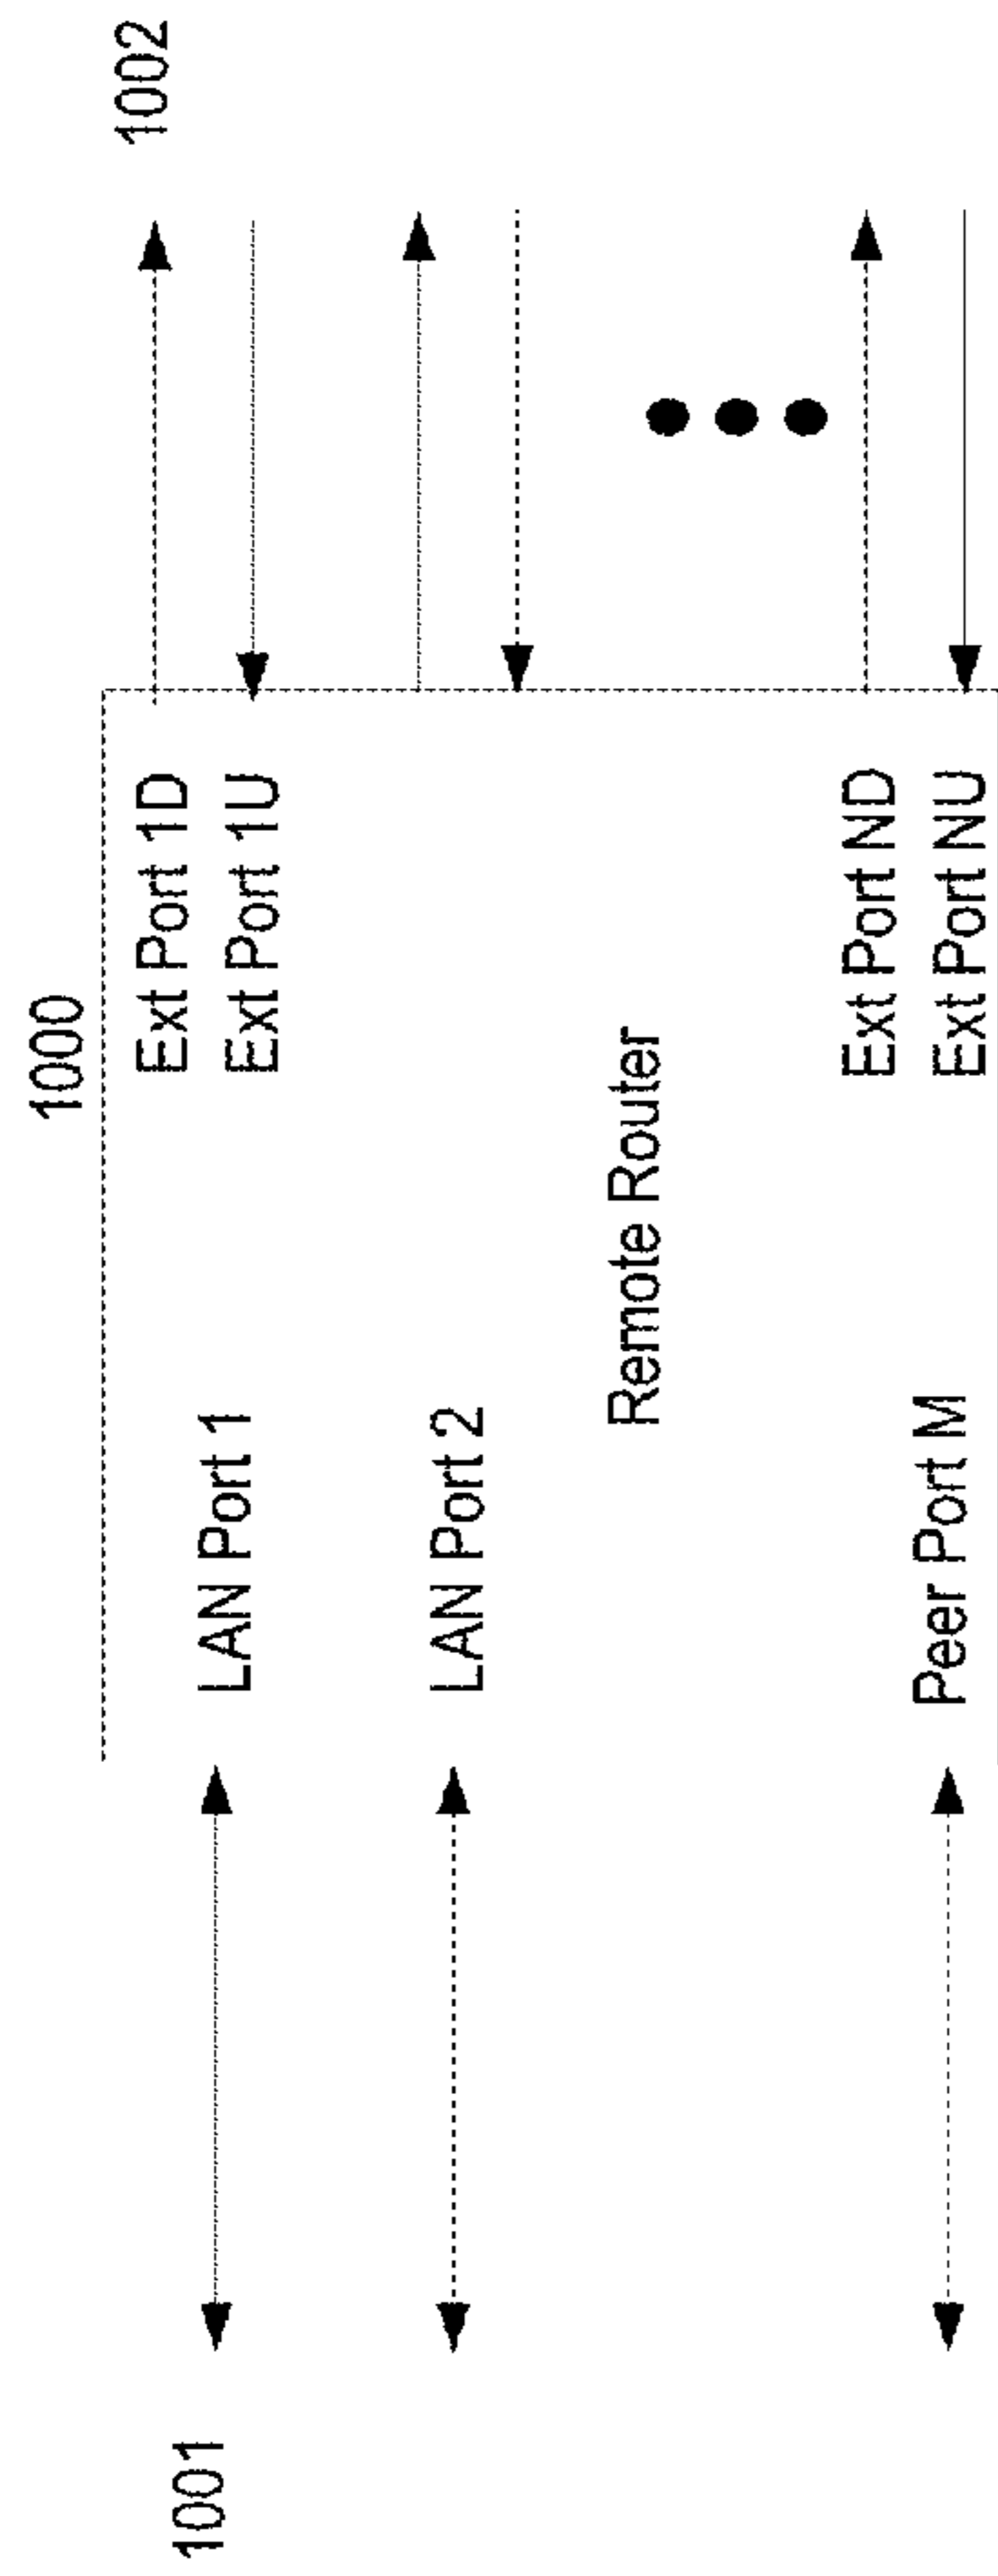 1000
1001
1002
LAN Port 1
Ext Port 1D
Ext Port 1U
LAN Port 2
Remote Router
Peer Port M
Ext Port ND
Ext Port NU